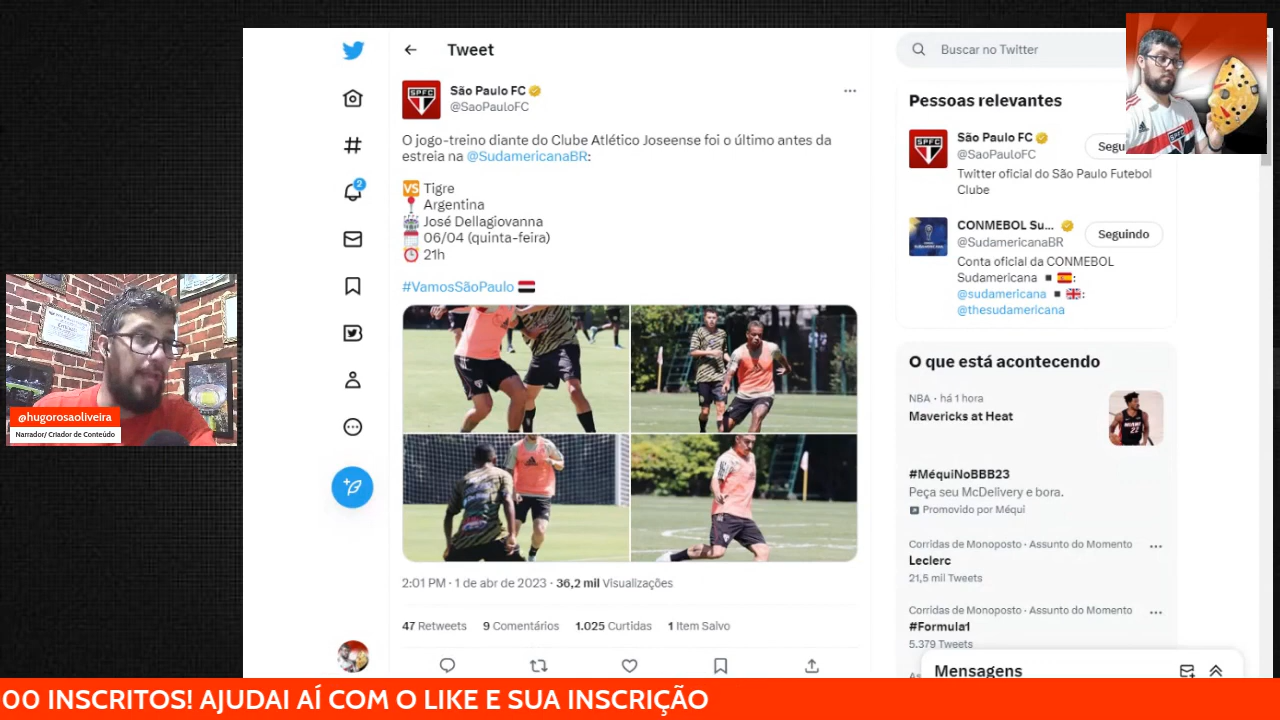 Tweet
São Paulo FC
@SaoPauloFC
O jogo-treino diante do Clube Atlético Joseense foi o último antes da
estreia na @SudamericanaBR:
VS Tigre
Argentina
José Dellagiovanna
06/04 (quinta-feira)
21h
#VamosSãoPaulo
2:01 PM · 1 de abr de 2023 · 36,2 mil Visualizações
47 Retweets 9 Comentários 1.025 Curtidas 1 Item Salvo
2
SPFC
@hugorosaoliveira
Narrador/ Criador de Conteúdo
Buscar no Twitter
Pessoas relevantes
SPFC
São Paulo FC
@SaoPauloFC
Twitter oficial do São Paulo Futebol
Clube
CONMEBOL Su...
@SudamericanaBR
Seguindo
Conta oficial da CONMEBOL
Sudamericana
@sudamericana
@thesudamericana
O que está acontecendo
NBA · há 1 hora
Mavericks at Heat
#MéquiNoBBB23
Peça seu McDelivery e bora.
Promovido por Méqui
Corridas de Monoposto · Assunto do Momento
Leclerc
21,5 mil Tweets
Corridas de Monoposto · Assunto do Momento
#Formula1
5.379 Tweets
Mensagens
00 INSCRITOS! AJUDAI AÍ COM O LIKE E SUA INSCRIÇÃO